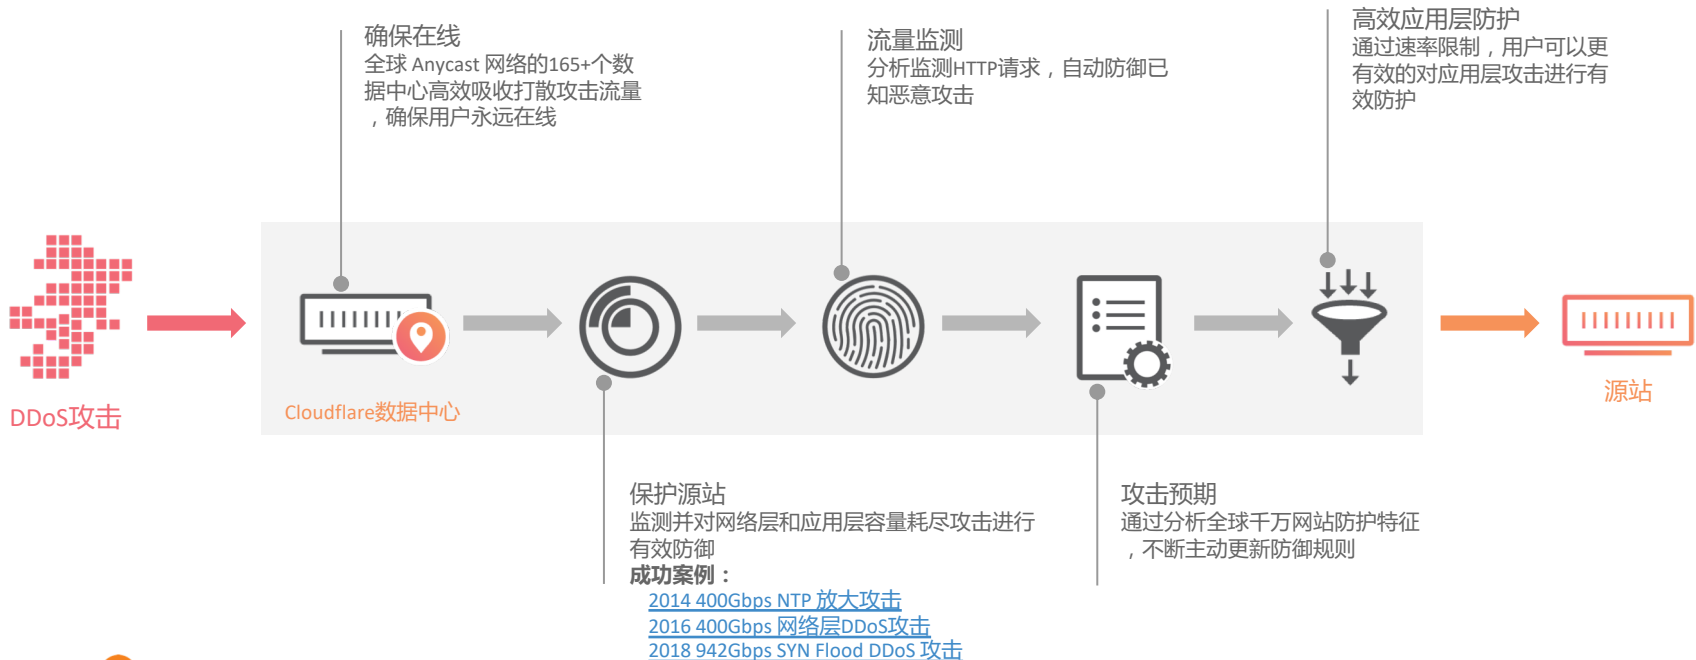 确保在线
全球 Anycast 网络的165+个数
据中心高效吸收打散攻击流量
，确保用户永远在线
流量监测
分析监测HTTP请求，自动防御已
知恶意攻击
高效应用层防护
通过速率限制，用户可以更
有效的对应用层攻击进行有
效防护
DDoS攻击
Cloudflare数据中心
源站
保护源站
监测并对网络层和应用层容量耗尽攻击进行
有效防御
成功案例：
2014 400Gbps NTP 放大攻击
2016 400Gbps 网络层DDoS攻击
2018 942Gbps SYN Flood DDoS 攻击
攻击预期
通过分析全球千万网站防护特征
，不断主动更新防御规则